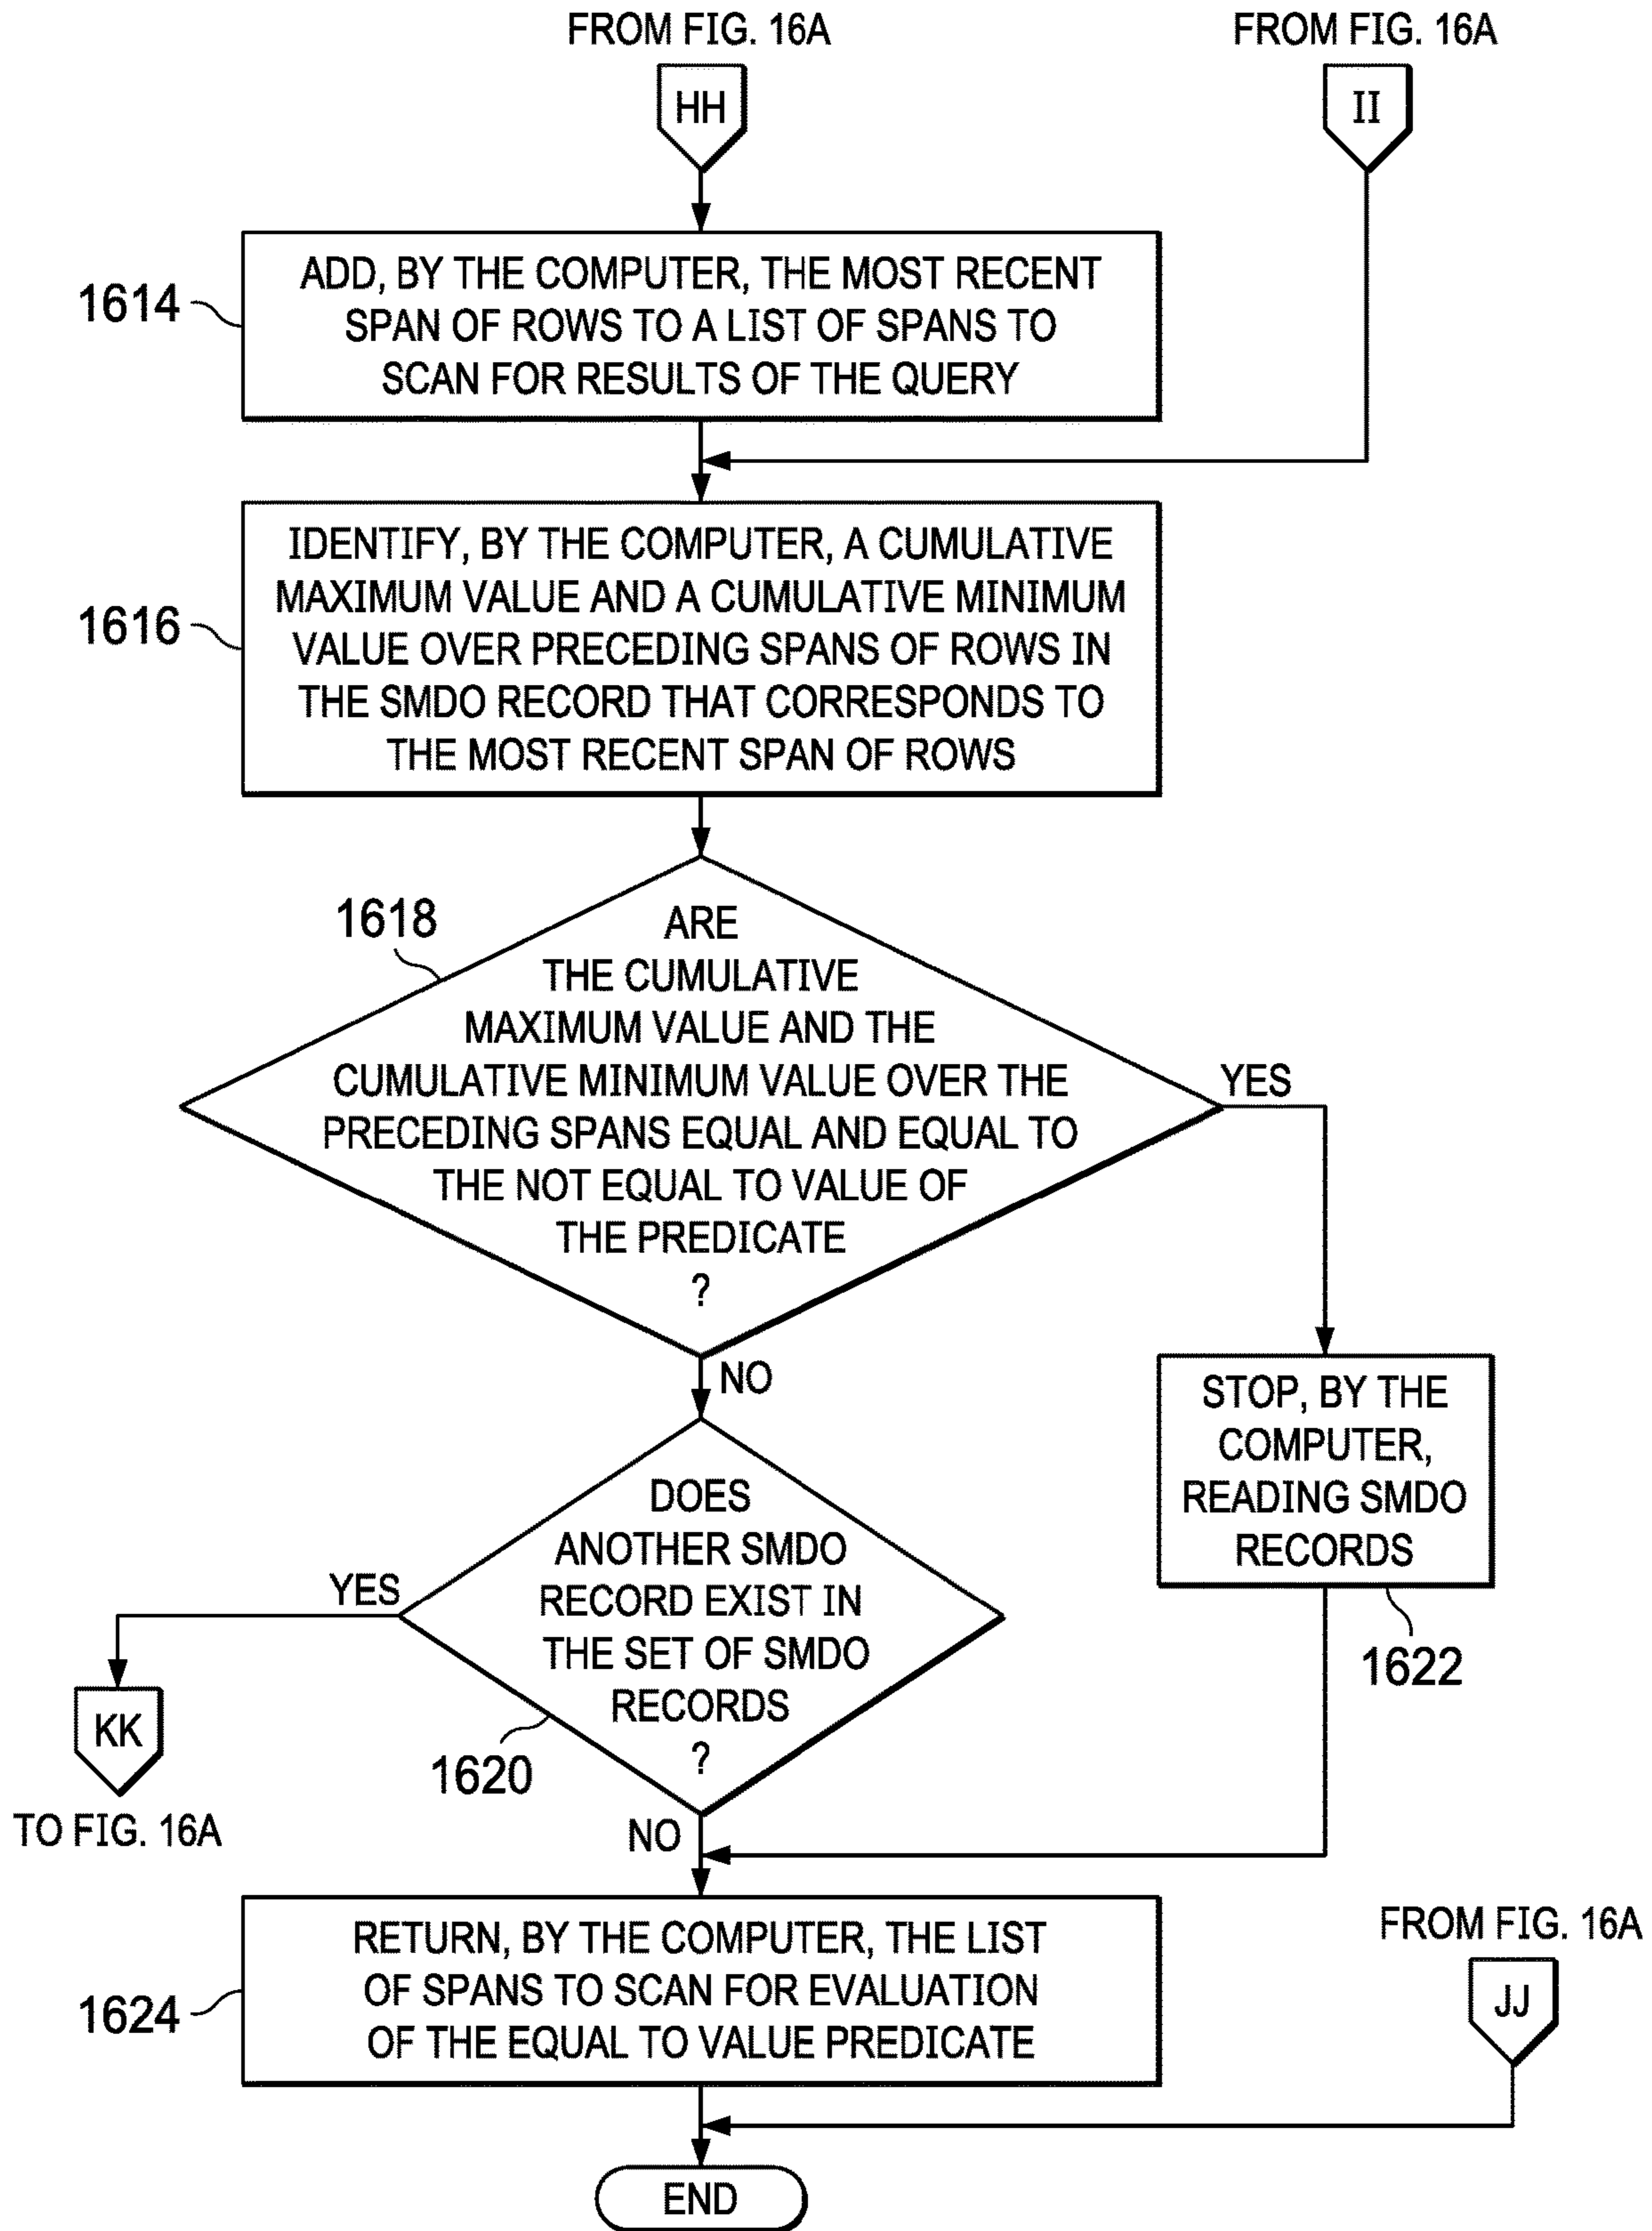 FROM FIG. 16A
FROM FIG. 16A
HH
II
1614
ADD, BY THE COMPUTER, THE MOST RECENT
SPAN OF ROWS TO A LIST OF SPANS TO
SCAN FOR RESULTS OF THE QUERY
1616
IDENTIFY, BY THE COMPUTER, A CUMULATIVE
MAXIMUM VALUE AND A CUMULATIVE MINIMUM
VALUE OVER PRECEDING SPANS OF ROWS IN
THE SMDO RECORD THAT CORRESPONDS TO
THE MOST RECENT SPAN OF ROWS
1618
ARE
THE CUMULATIVE
MAXIMUM VALUE AND THE
CUMULATIVE MINIMUM VALUE OVER THE
PRECEDING SPANS EQUAL AND EQUAL TO
THE NOT EQUAL TO VALUE OF
THE PREDICATE
?
YES
NO
STOP, BY THE
COMPUTER,
READING SMDO
RECORDS
1622
DOES
ANOTHER SMDO
RECORD EXIST IN
THE SET OF SMDO
RECORDS
?
YES
1620
KK
TO FIG. 16A
NO
1624
RETURN, BY THE COMPUTER, THE LIST
OF SPANS TO SCAN FOR EVALUATION
OF THE EQUAL TO VALUE PREDICATE
FROM FIG. 16A
JJ
END